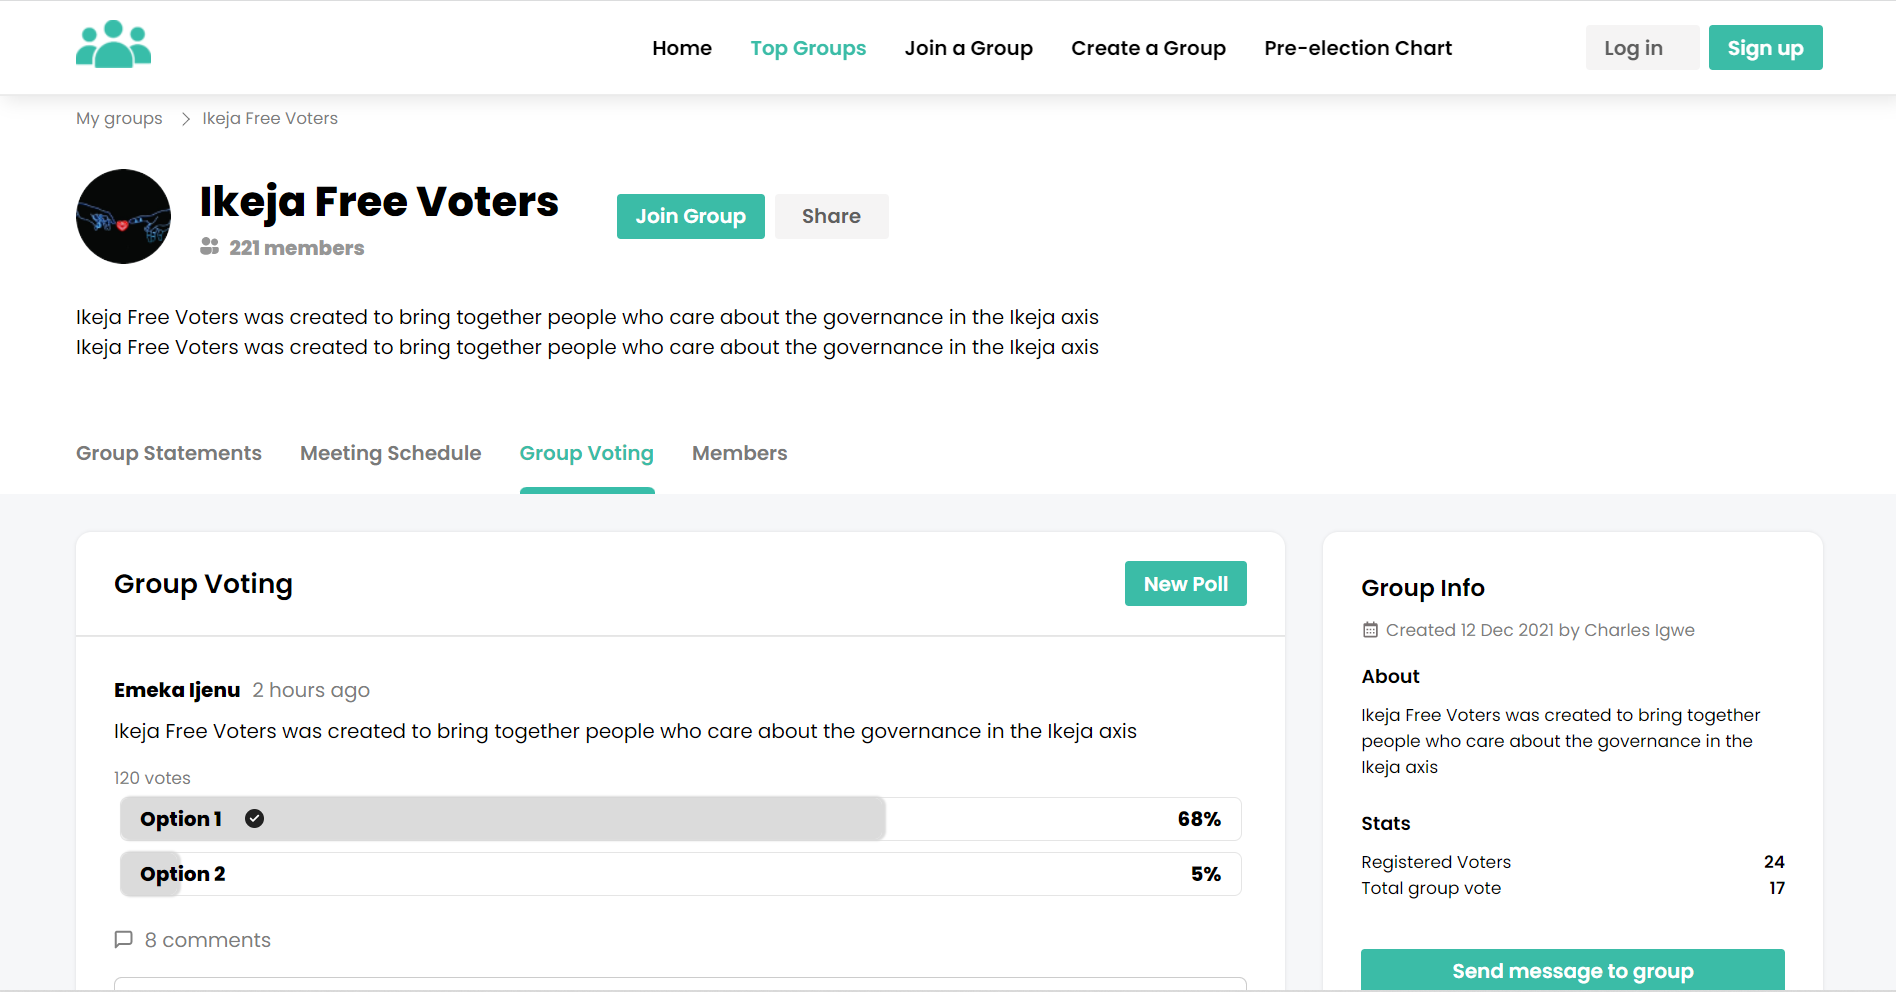 Home
Top Groups
Join a Group
Create a Group
Pre-election Chart
Log in
Sign up
My groups
Ikeja Free Voters
Ikeja Free Voters
221 members
Join Group
Share
Ikeja Free Voters was created to bring together people who care about the governance in the Ikeja axis
Ikeja Free Voters was created to bring together people who care about the governance in the Ikeja axis
Group Statements
Meeting Schedule
Group Voting
Members
Group Voting
New Poll
Emeka Ijenu 2 hours ago
Ikeja Free Voters was created to bring together people who care about the governance in the Ikeja axis
120 votes
Option 1 68%
Option 2 5%
8 comments
Group Info
Created 12 Dec 2021 by Charles Igwe
About
Ikeja Free Voters was created to bring together
people who care about the governance in the
Ikeja axis
Stats
Registered Voters 24
Total group vote 17
Send message to group